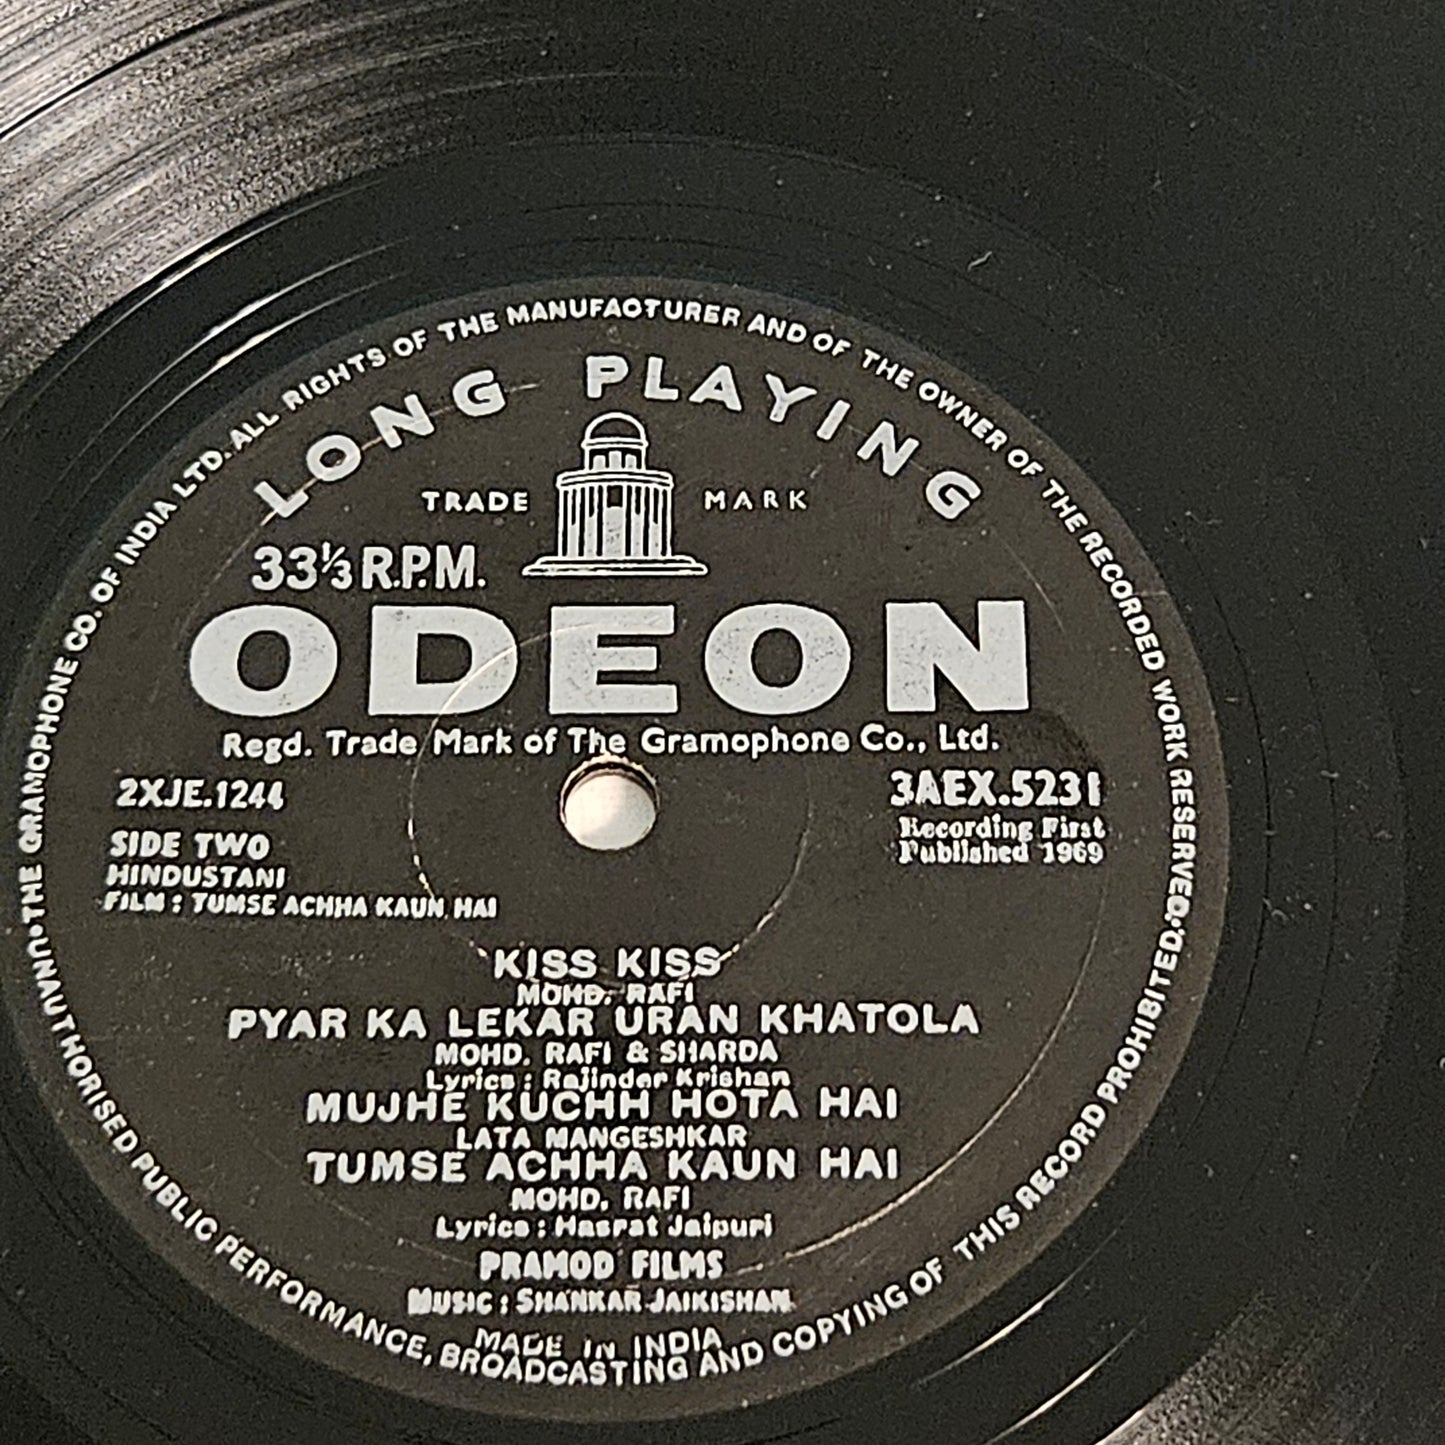 •THE GRAMOPHONE CO. OF INDIA LTD. ALL RIGHTS OF THE MANUFACTURER AND OF THE OWNER OF THE RECORDED WORK RESERVED.
UNAUTHORISED PUBLIC PERFORMANCE, BROADCASTING AND COPYING OF THIS RECORD PROHIBITED.
LONG PLAYING
TRADE MARK
33⅓ R.P.M.
ODEON
Regd. Trade Mark of The Gramophone Co., Ltd.
2XJE.1244
3AEX.5231
Recording First
Published 1969
SIDE TWO
HINDUSTANI
FILM : TUMSE ACHHA KAUN HAI
KISS KISS
MOHD. RAFI
PYAR KA LEKAR URAN KHATOLA
MOHD. RAFI & SHARDA
Lyrics : Rajinder Krishan
MUJHE KUCHH HOTA HAI
LATA MANGESHKAR
TUMSE ACHHA KAUN HAI
MOHD. RAFI
Lyrics : Hasrat Jaipuri
PRAMOD FILMS
MUSIC : SHANKAR-JAIKISHAN
MADE IN INDIA